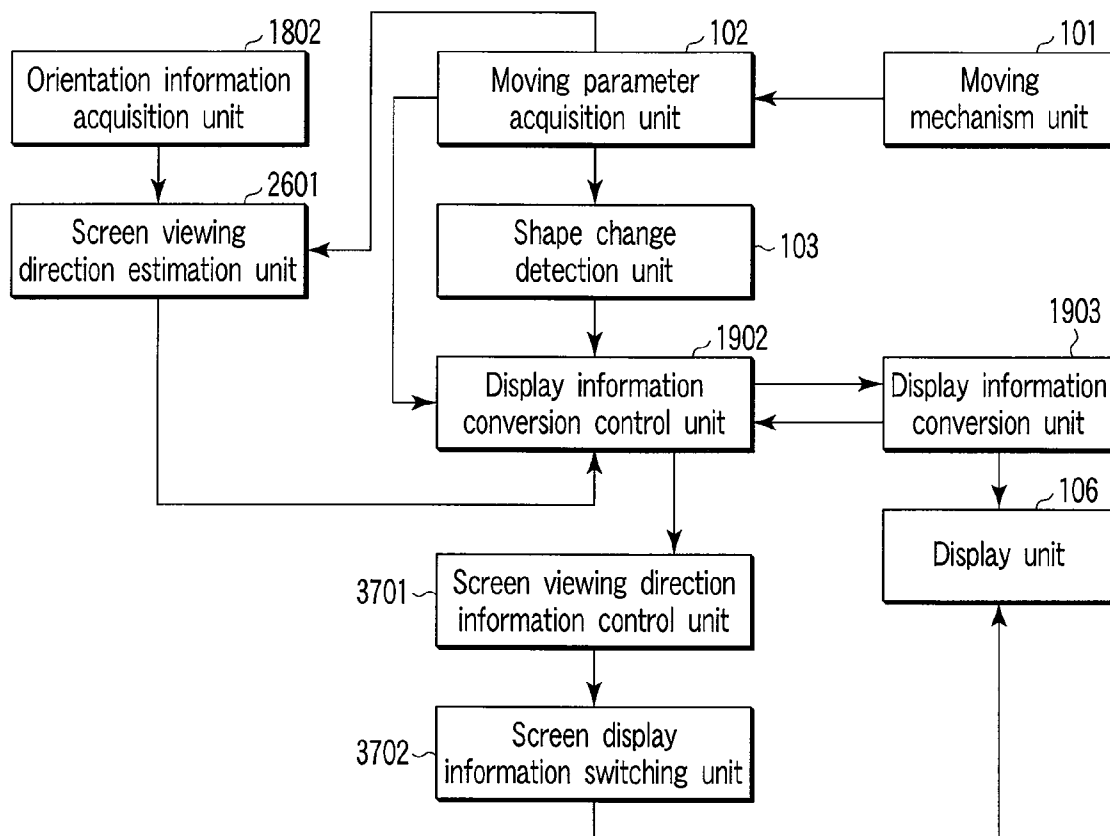 1802
Orientation information
acquisition unit
102
Moving parameter
acquisition unit
101
Moving
mechanism unit
2601
Screen viewing
direction estimation unit
Shape change
detection unit
103
1902
Display information
conversion control unit
1903
Display information
conversion unit
106
Display unit
3701
Screen viewing direction
information control unit
3702
Screen display
information switching unit